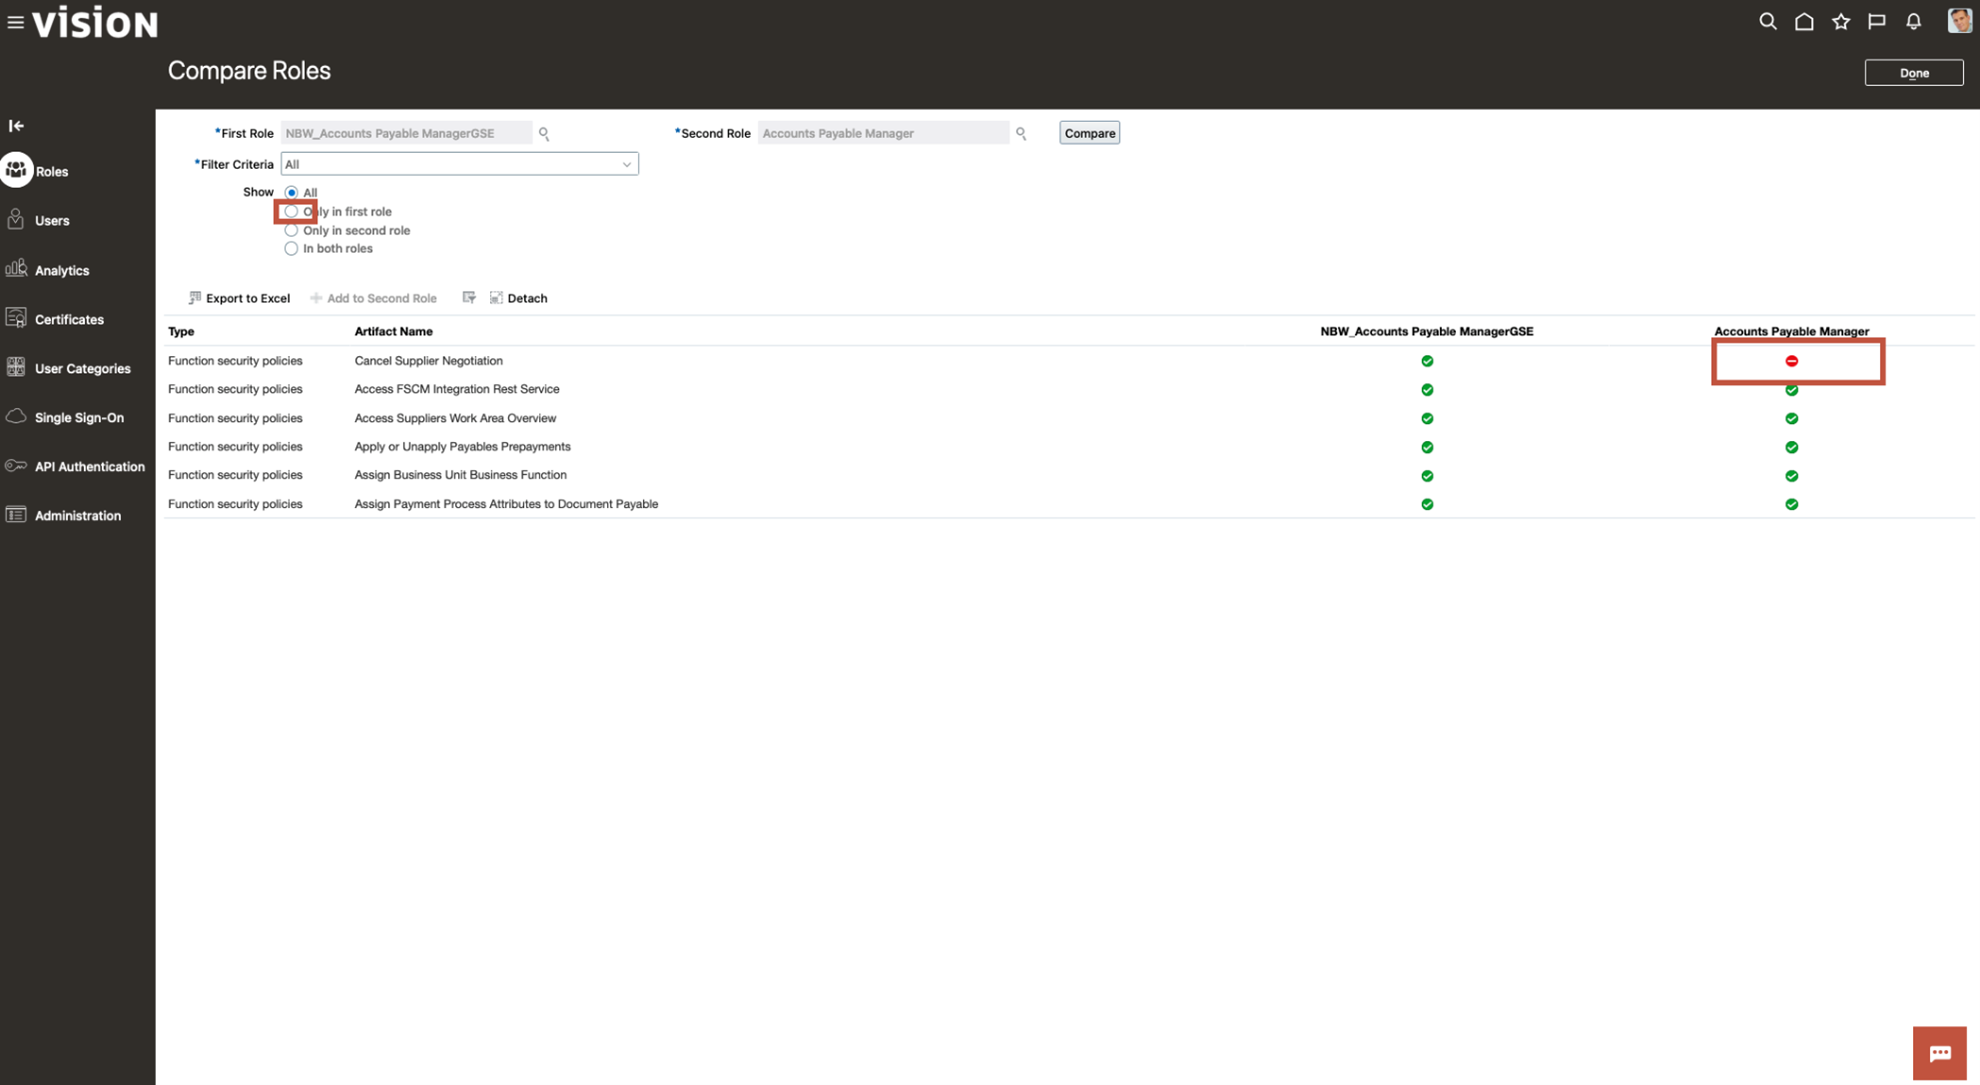 vision
Compare Roles
Done
*First Role NBW_Accounts Payable ManagerGSE *Second Role Accounts Payable Manager Compare
*Filter Criteria All
Show All
Only in first role
Only in second role
In both roles
Roles
Users
Analytics
Certificates
User Categories
Single Sign-On
API Authentication
Administration
Export to Excel Add to Second Role Detach
Type Artifact Name NBW_Accounts Payable ManagerGSE Accounts Payable Manager
Function security policies Cancel Supplier Negotiation
Function security policies Access FSCM Integration Rest Service
Function security policies Access Suppliers Work Area Overview
Function security policies Apply or Unapply Payables Prepayments
Function security policies Assign Business Unit Business Function
Function security policies Assign Payment Process Attributes to Document Payable